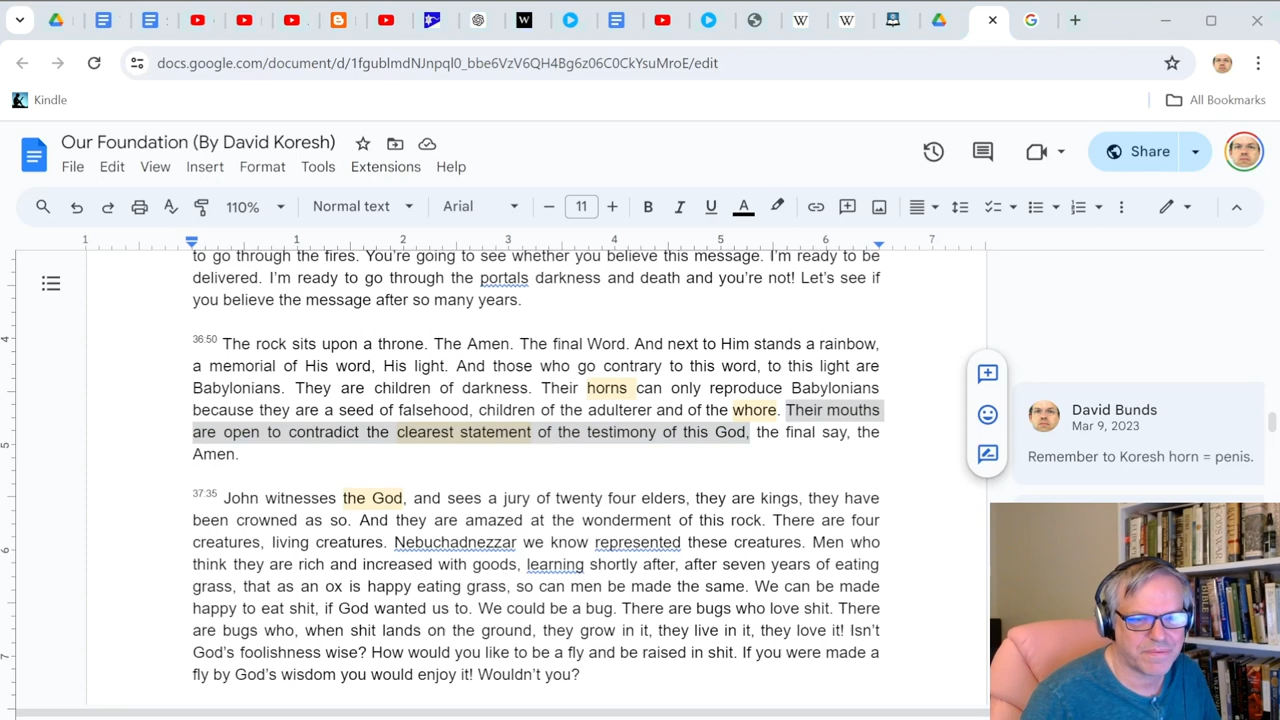 docs.google.com/document/d/1fgublmdNJnpql0_bbe6VzV6QH4Bg6z06C0CkYsuMroE/edit
Kindle
All Bookmarks
Our Foundation (By David Koresh)
File Edit View Insert Format Tools Extensions Help
Share
110% Normal text Arial 11
1 1 2 3 4 5 6 7
to go through the fires. You're going to see whether you believe this message. I'm ready to be
delivered. I'm ready to go through the portals darkness and death and you're not! Let's see if
you believe the message after so many years.
36:50 The rock sits upon a throne. The Amen. The final Word. And next to Him stands a rainbow,
a memorial of His word, His light. And those who go contrary to this word, to this light are
Babylonians. They are children of darkness. Their horns can only reproduce Babylonians
because they are a seed of falsehood, children of the adulterer and of the whore. Their mouths
are open to contradict the clearest statement of the testimony of this God, the final say, the
Amen.
37:35 John witnesses the God, and sees a jury of twenty four elders, they are kings, they have
been crowned as so. And they are amazed at the wonderment of this rock. There are four
creatures, living creatures. Nebuchadnezzar we know represented these creatures. Men who
think they are rich and increased with goods, learning shortly after, after seven years of eating
grass, that as an ox is happy eating grass, so can men be made the same. We can be made
happy to eat shit, if God wanted us to. We could be a bug. There are bugs who love shit. There
are bugs who, when shit lands on the ground, they grow in it, they live in it, they love it! Isn't
God's foolishness wise? How would you like to be a fly and be raised in shit. If you were made a
fly by God's wisdom you would enjoy it! Wouldn't you?
4
5
6
7
David Bunds
Mar 9, 2023
Remember to Koresh horn = penis.